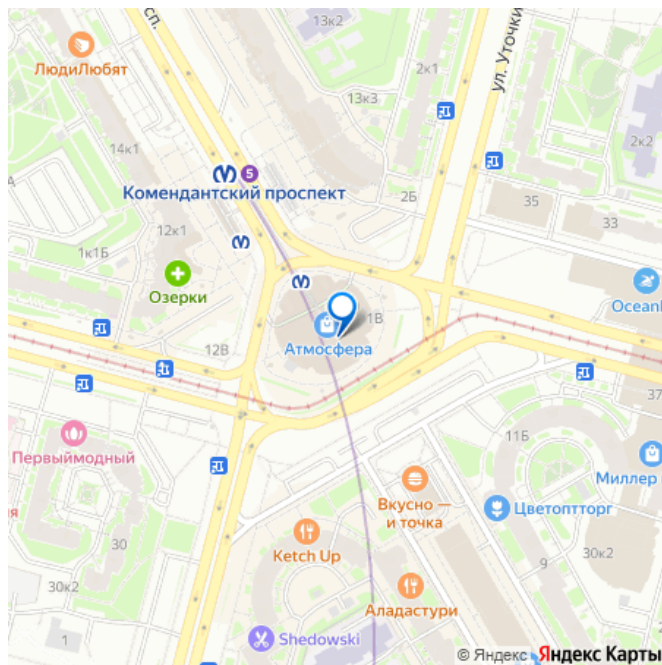 сп.
13к2
ул. Уточки
ЛюдиЛюбят
2к1
13к3
14к1
2к2
5
Комендантский проспект
2Б
35
33
12к1
1к1Б
Озерки
1В
Атмосфера
12В
37
Первыймодный
11Б
Миллер
Вкусно —
и точка
Цветоптторг
30
Ketch Up
30к2
9
30к2
Аладастури
1
Shedowski
© Яндекс Яндекс Карты